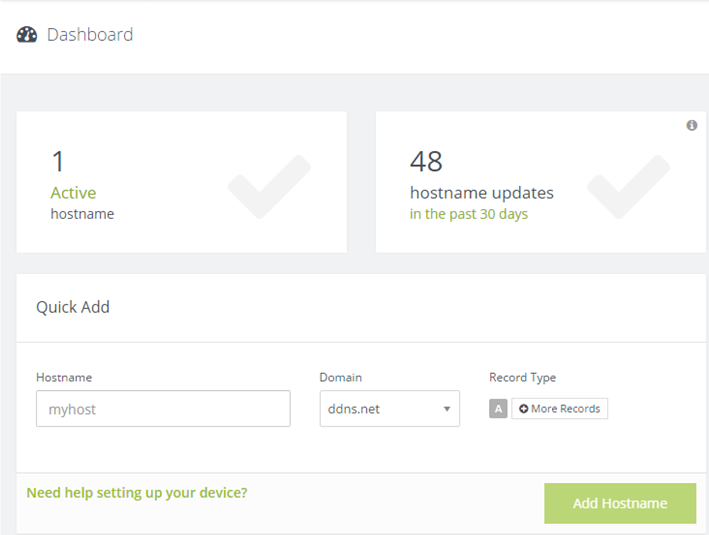 Dashboard
1
Active
hostname
48
hostname updates
in the past 30 days
Quick Add
Hostname
Domain
Record Type
myhost
ddns.net
A
More Records
Need help setting up your device?
Add Hostname